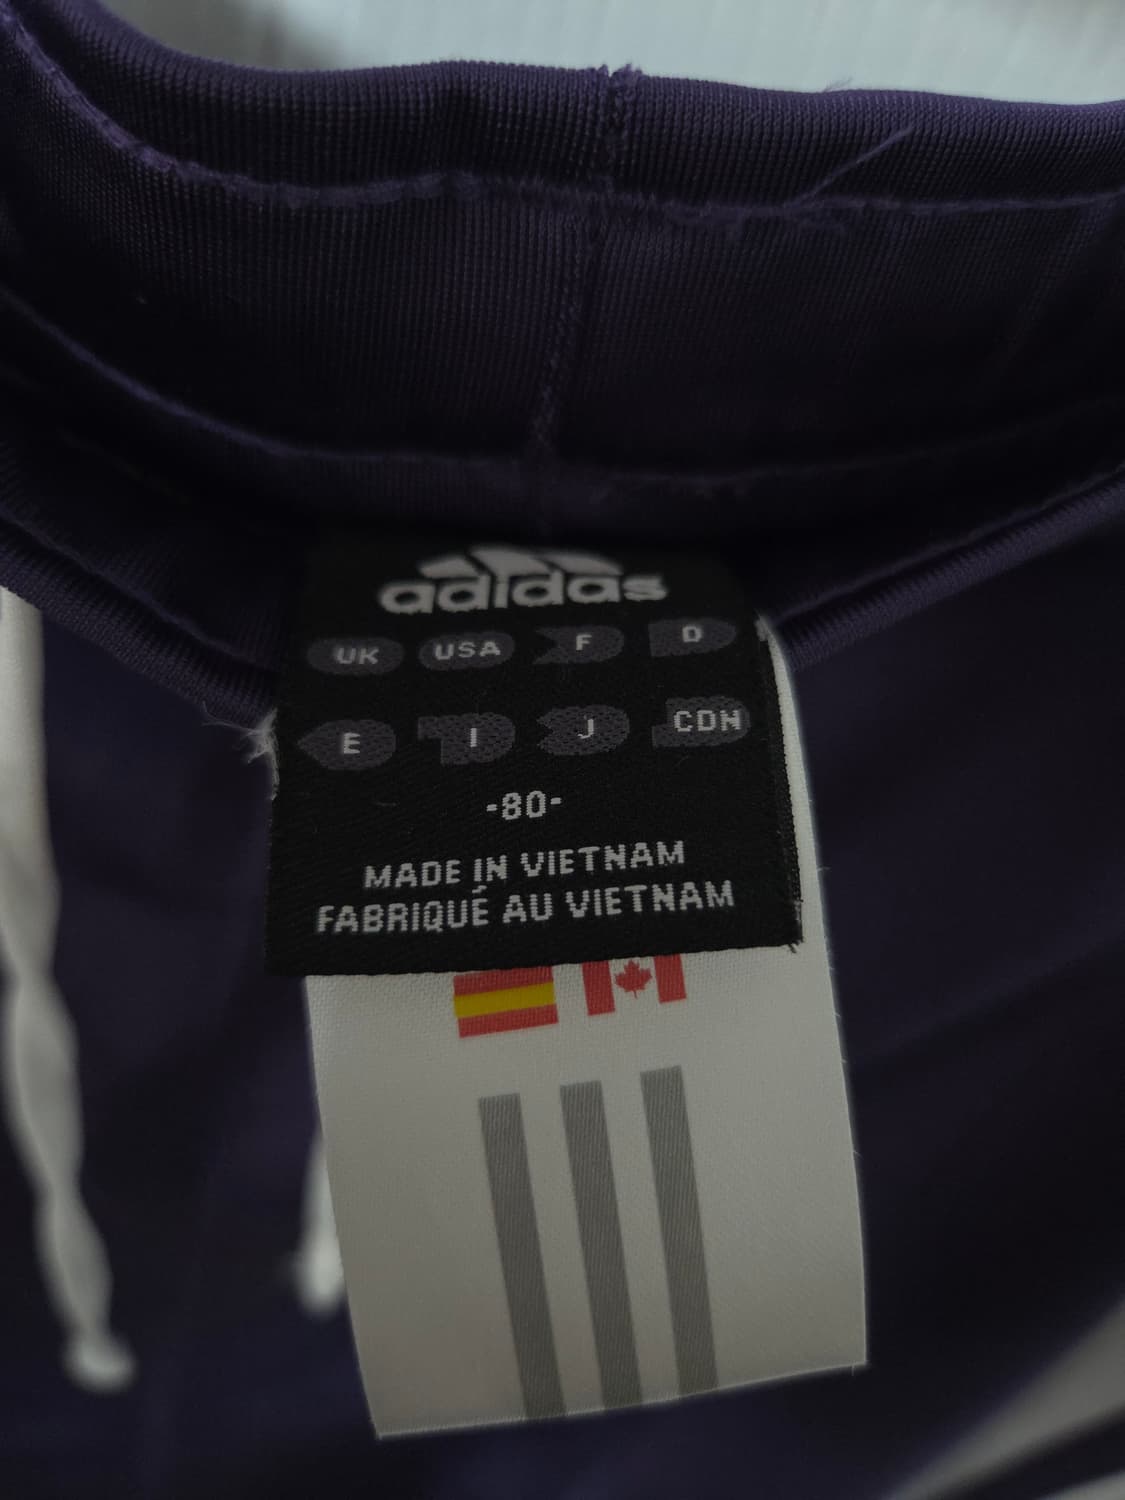 adidas
UK USA F D
E I J CDN
-80-
MADE IN VIETNAM
FABRIQUÉ AU VIETNAM